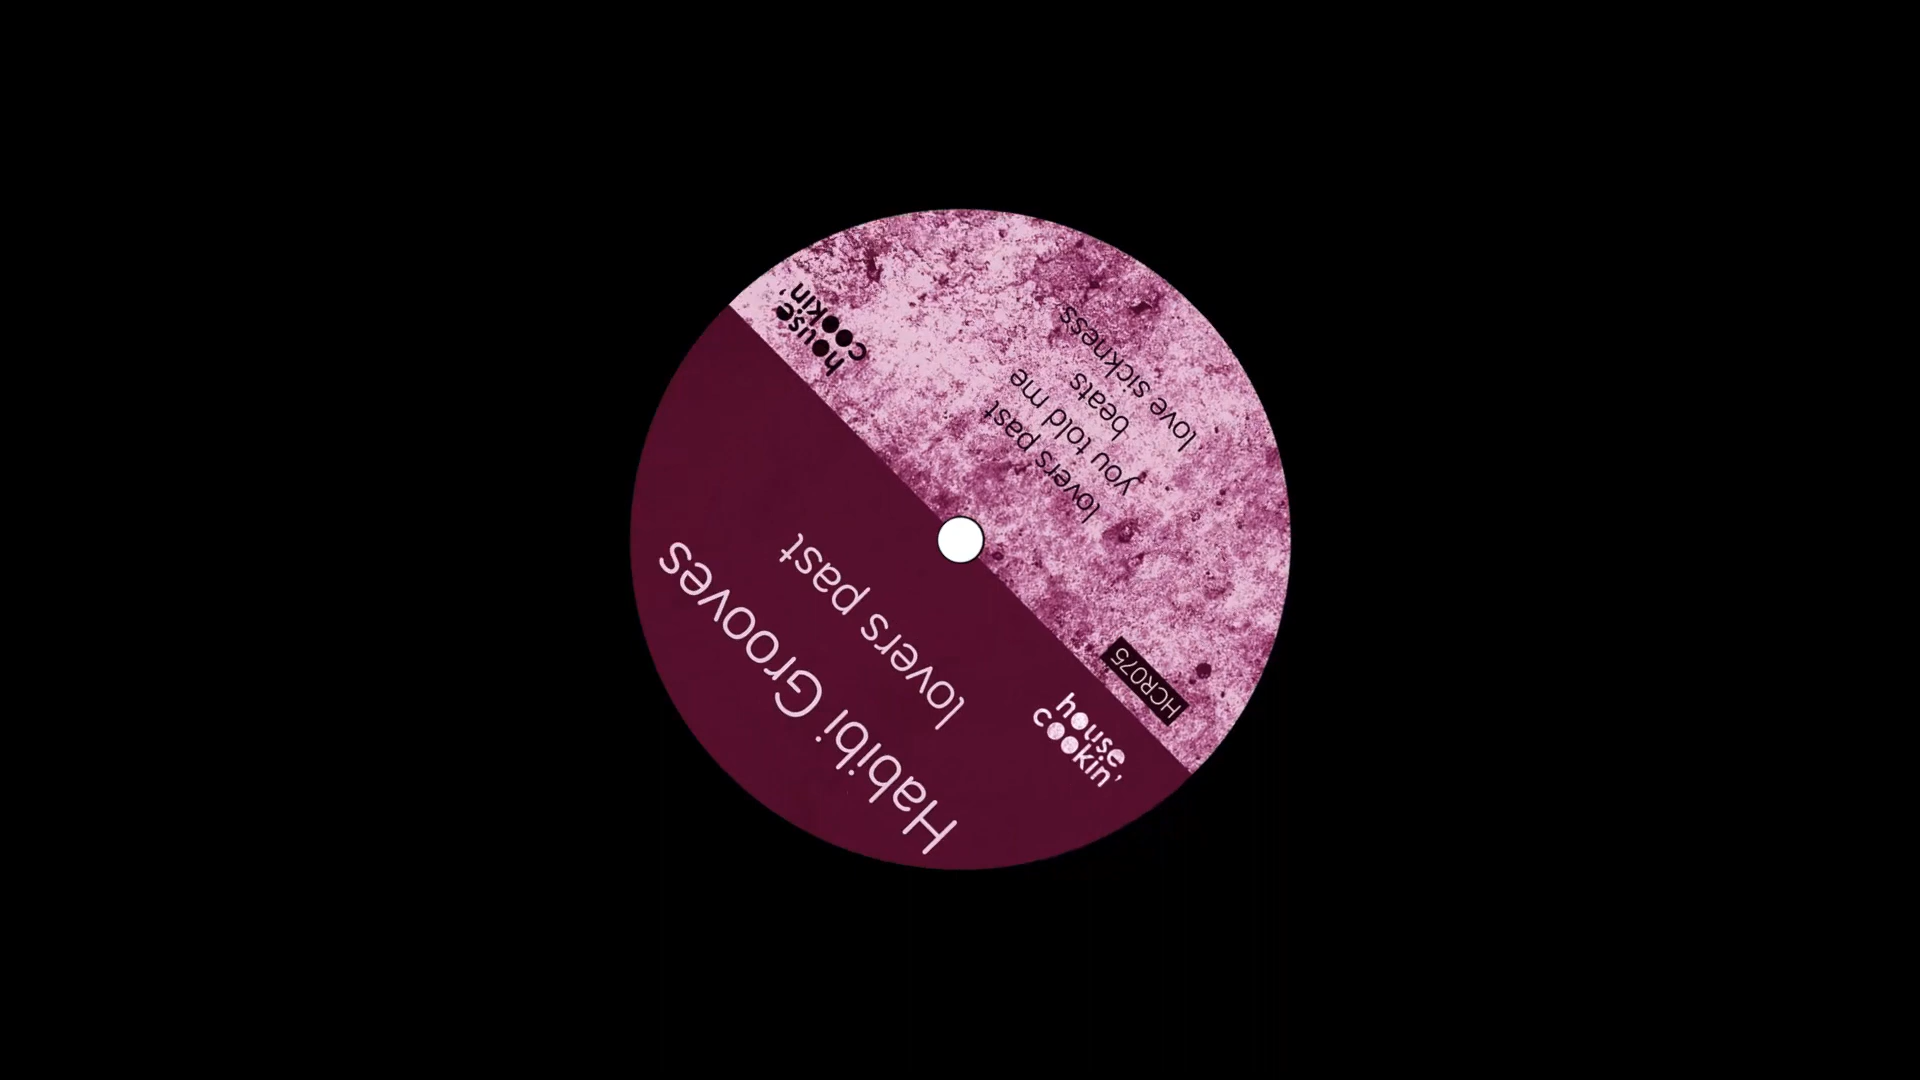 Habibi Grooves
lovers past
house
cookin'
HCR075
lovers past
you told me
beats
love sickness
house
cookin'